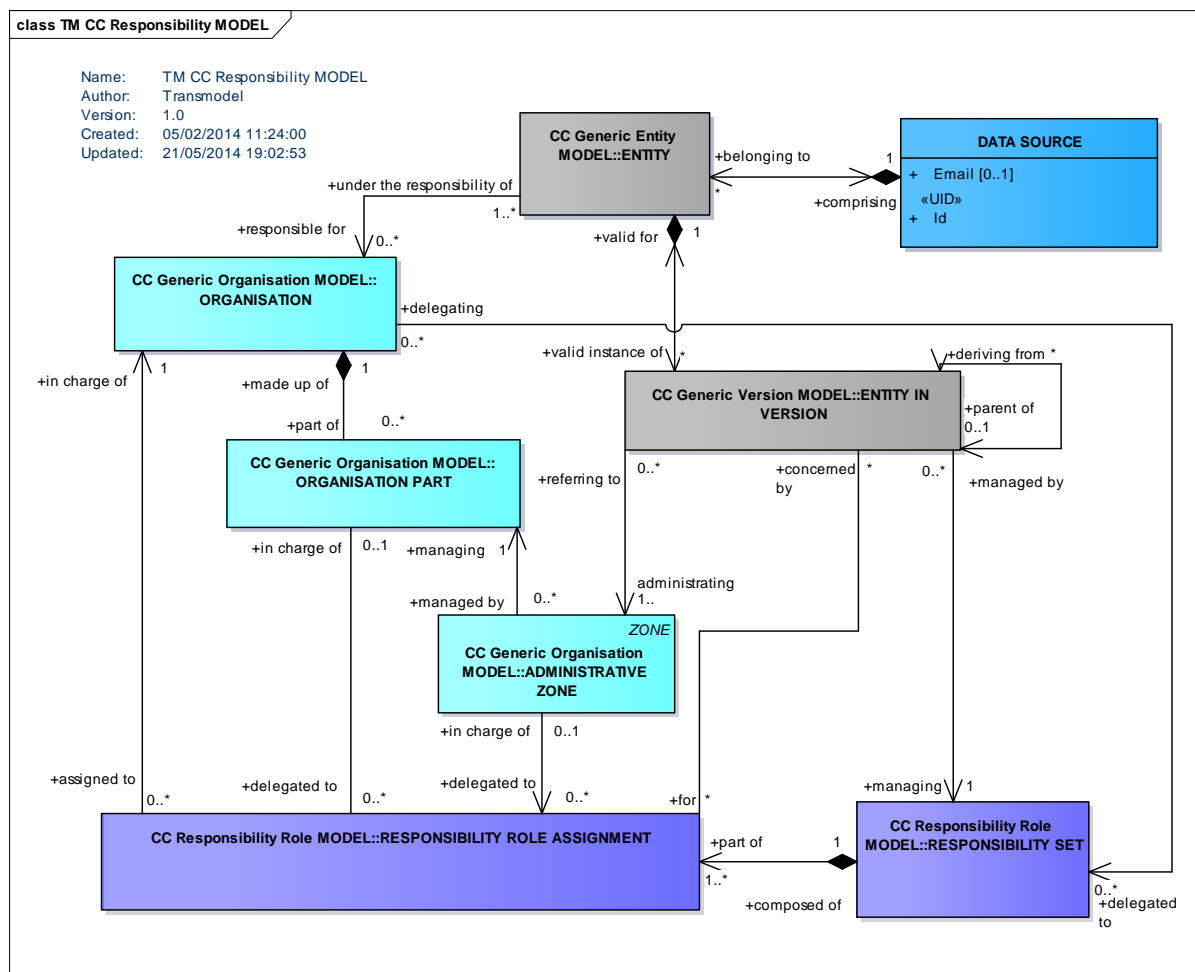 class TM CC Responsibility MODEL
Name: TM CC Responsibility MODEL
Author: Transmodel
Version: 1.0
Created: 05/02/2014 11:24:00
Updated: 21/05/2014 19:02:53
CC Generic Entity
MODEL::ENTITY
DATA SOURCE
+ Email [0..1]
«UID»
+ Id
+belonging to
1
*
+comprising
+under the responsibility of
1..*
+responsible for
0..*
+valid for
1
CC Generic Organisation MODEL::
ORGANISATION
+delegating
0..*
+valid instance of
*
+deriving from *
+in charge of
1
+made up of
1
CC Generic Version MODEL::ENTITY IN
VERSION
+parent of
0..1
+part of
0..*
CC Generic Organisation MODEL::
ORGANISATION PART
+referring to
0..*
+concerned
by
*
0..*
+managed by
+in charge of
0..1
+managing
1
administrating
1..
+managed by
0..*
ZONE
CC Generic Organisation
MODEL::ADMINISTRATIVE
ZONE
+in charge of
0..1
+assigned to
0..*
+delegated to
0..*
+delegated to
0..*
+for *
+managing
1
CC Responsibility Role MODEL::RESPONSIBILITY ROLE ASSIGNMENT
CC Responsibility Role
MODEL::RESPONSIBILITY SET
+part of
1
1..*
+composed of
0..*
+delegated
to